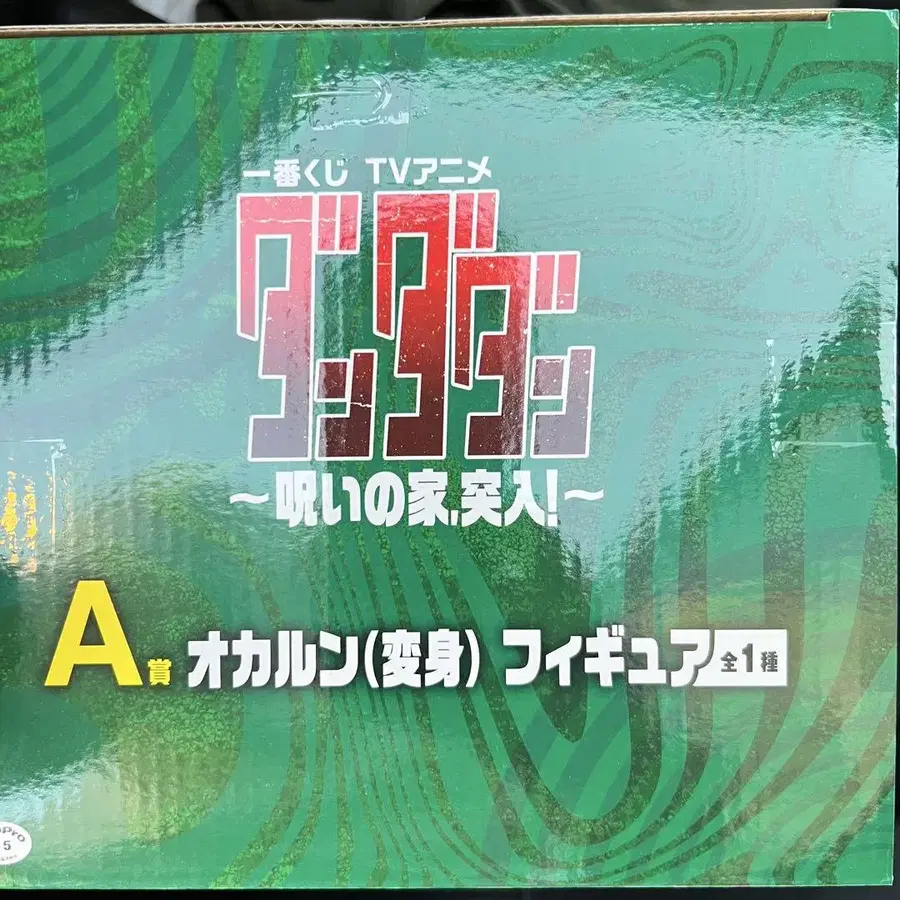 一番くじ TVアニメ
ダンダダン
～呪いの家、突入!～
A賞 オカルン(変身) フィギュア 全1種